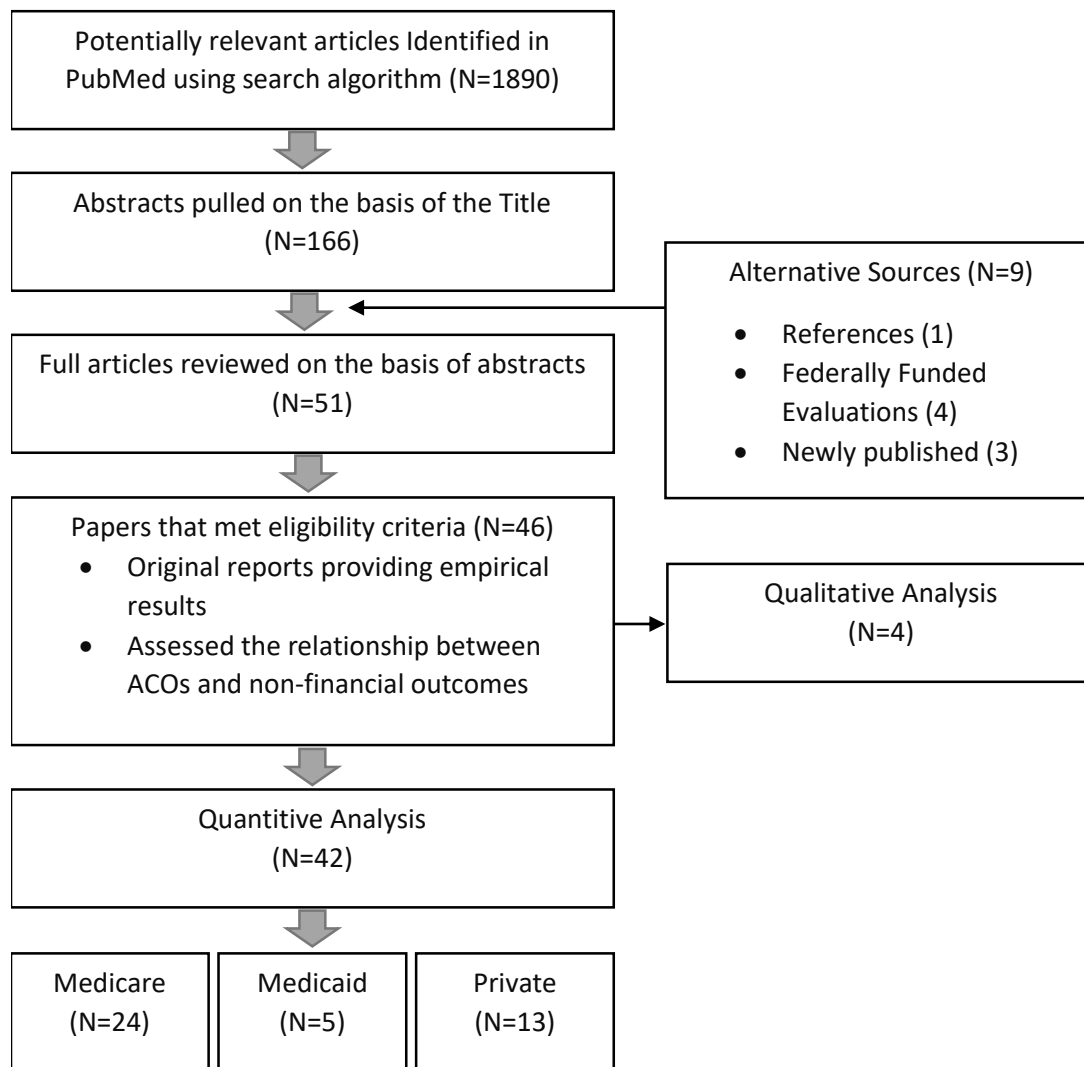 Potentially relevant articles Identified in
PubMed using search algorithm (N=1890)
Abstracts pulled on the basis of the Title
(N=166)
Alternative Sources (N=9)
• References (1)
• Federally Funded
Evaluations (4)
• Newly published (3)
Full articles reviewed on the basis of abstracts
(N=51)
Papers that met eligibility criteria (N=46)
• Original reports providing empirical
results
• Assessed the relationship between
ACOs and non-financial outcomes
Qualitative Analysis
(N=4)
Quantitive Analysis
(N=42)
Medicare
(N=24)
Medicaid
(N=5)
Private
(N=13)